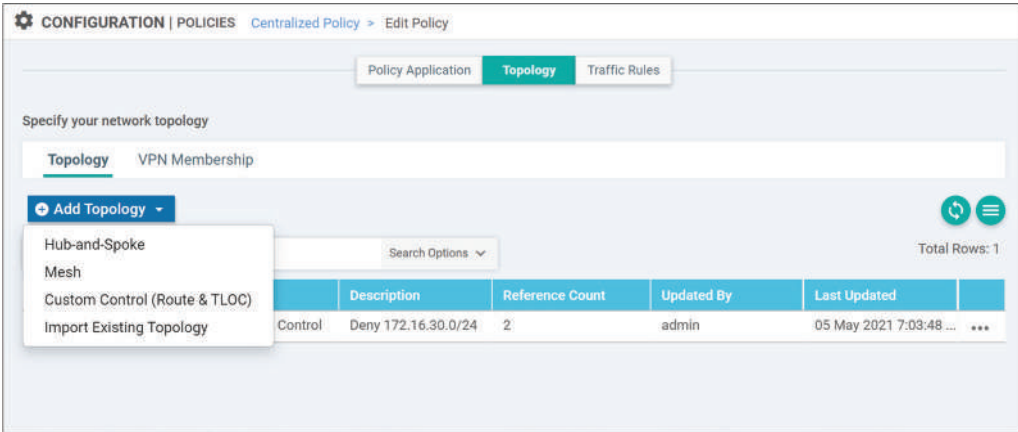 CONFIGURATION | POLICIES Centralized Policy > Edit Policy
Policy Application Topology Traffic Rules
Specify your network topology
Topology VPN Membership
Add Topology
Hub-and-Spoke
Mesh
Custom Control (Route & TLOC)
Import Existing Topology
Search Options
Total Rows: 1
Description Reference Count Updated By Last Updated
Control Deny 172.16.30.0/24 2 admin 05 May 2021 7:03:48 ...